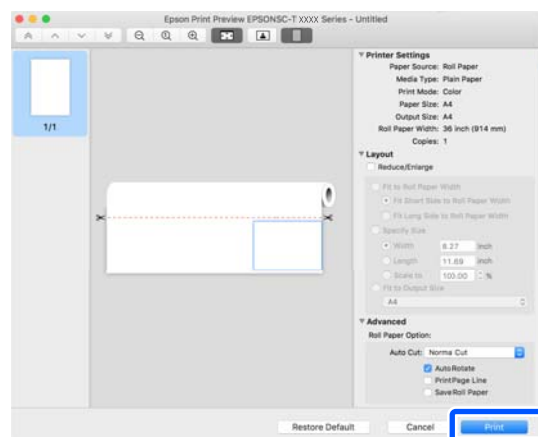 Epson Print Preview EPSONSC-T XXXX Series - Untitled
1/1
Printer Settings
Paper Source: Roll Paper
Media Type: Plain Paper
Print Mode: Color
Paper Size: A4
Output Size: A4
Roll Paper Width: 36 inch (914 mm)
Copies: 1
Layout
Reduce/Enlarge
Fit to Roll Paper Width
Fit Short Side to Roll Paper Width
Fit Long Side to Roll Paper Width
Specify Size
Width 8.27 inch
Length 11.69 inch
Scale to 100.00 %
Fit to Output Size
A4
Advanced
Roll Paper Option:
Auto Cut: Norma Cut
AutoRotate
PrintPage Line
SaveRoll Paper
Restore Default Cancel Print